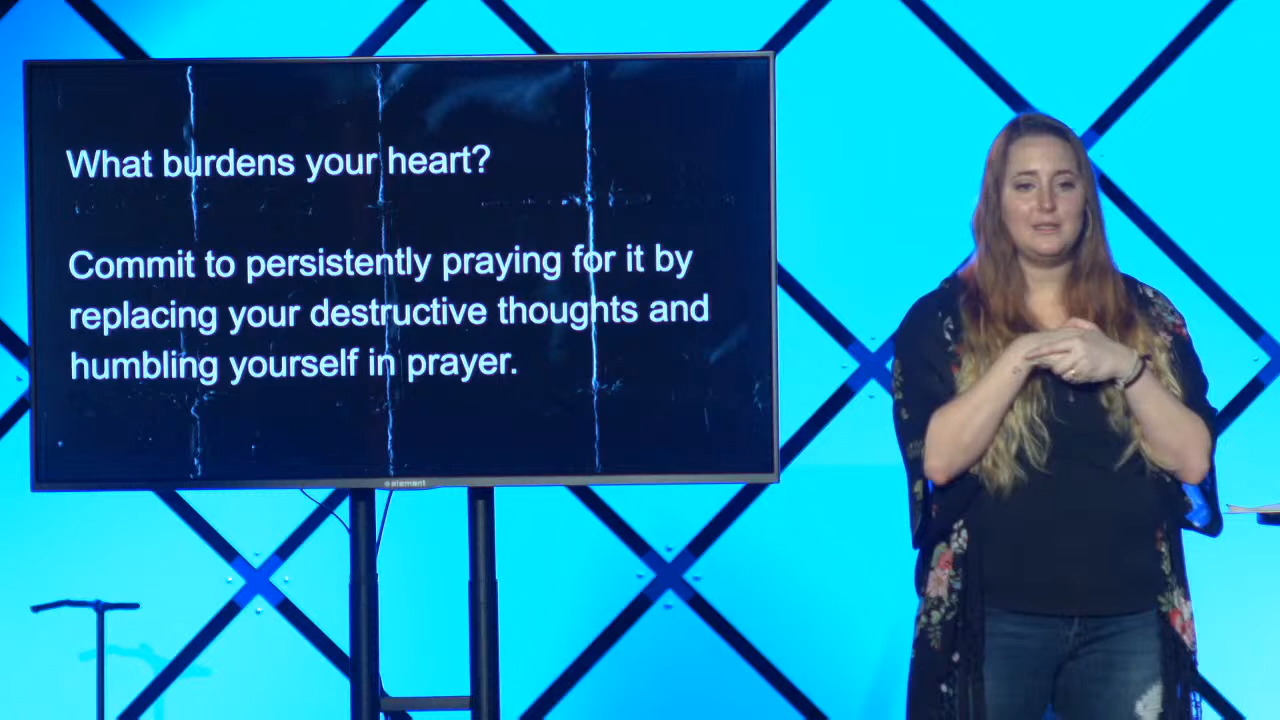 What burdens your heart?
Commit to persistently praying for it by
replacing your destructive thoughts and
humbling yourself in prayer.
element